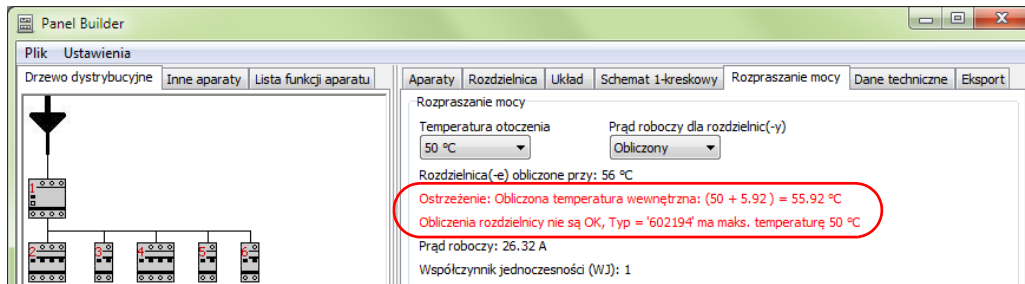 Panel Builder
Plik Ustawienia
Drzewo dystrybucyjne Inne aparaty Lista funkcji aparatu
Aparaty Rozdzielnica Układ Schemat 1-kreskowy Rozpraszanie mocy Dane techniczne Eksport
Rozpraszanie mocy
Temperatura otoczenia Prąd roboczy dla rozdzielnic(-y)
50 °C Obliczony
Rozdzielnica(-e) obliczone przy: 56 °C
Ostrzeżenie: Obliczona temperatura wewnętrzna: (50 + 5.92 ) = 55.92 °C
Obliczenia rozdzielnicy nie są OK, Typ = '602194' ma maks. temperaturę 50 °C
Prąd roboczy: 26.32 A
Współczynnik jednoczesności (WJ): 1
1
2 3 4 5 6